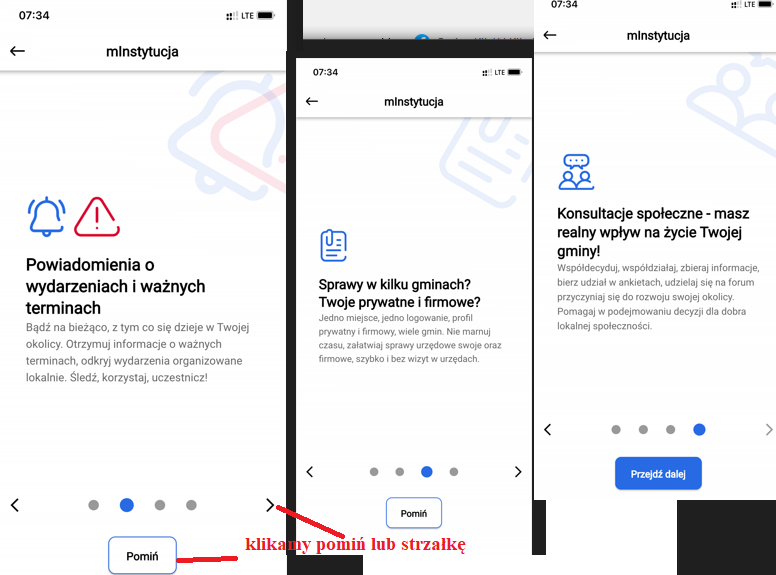 07:34 LTE
mInstytucja
Powiadomienia o
wydarzeniach i ważnych
terminach
Bądź na bieżąco, z tym co się dzieje w Twojej
okolicy. Otrzymuj informacje o ważnych
terminach, odkryj wydarzenia organizowane
lokalnie. Śledź, korzystaj, uczestnicz!
Pomiń
07:34 LTE
mInstytucja
Sprawy w kilku gminach?
Twoje prywatne i firmowe?
Jedno miejsce, jedno logowanie, profil
prywatny i firmowy, wiele gmin. Nie marnuj
czasu, załatwiaj sprawy urzędowe swoje oraz
firmowe, szybko i bez wizyt w urzędach.
Pomiń
07:34 LTE
mInstytucja
Konsultacje społeczne - masz
realny wpływ na życie Twojej
gminy!
Współdecyduj, współdziałaj, zbieraj informacje,
bierz udział w ankietach, udzielaj się na forum
przyczyniaj się do rozwoju swojej okolicy.
Pomagaj w podejmowaniu decyzji dla dobra
lokalnej społeczności.
Przejdź dalej
klikamy pomiń lub strzałkę